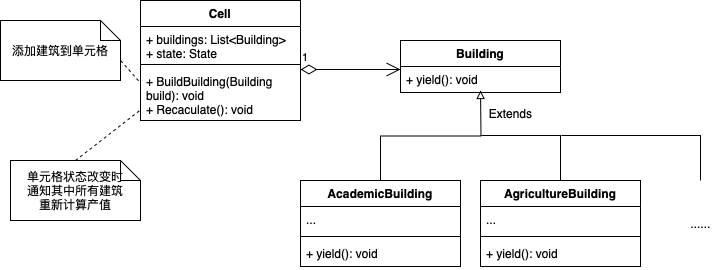 Cell
+ buildings: List<Building>
+ state: State
+ BuildBuilding(Building
build): void
+ Recaculate(): void
添加建筑到单元格
单元格状态改变时
通知其中所有建筑
重新计算产值
1
Building
+ yield(): void
Extends
AcademicBuilding
...
+ yield(): void
AgricultureBuilding
...
+ yield(): void
......